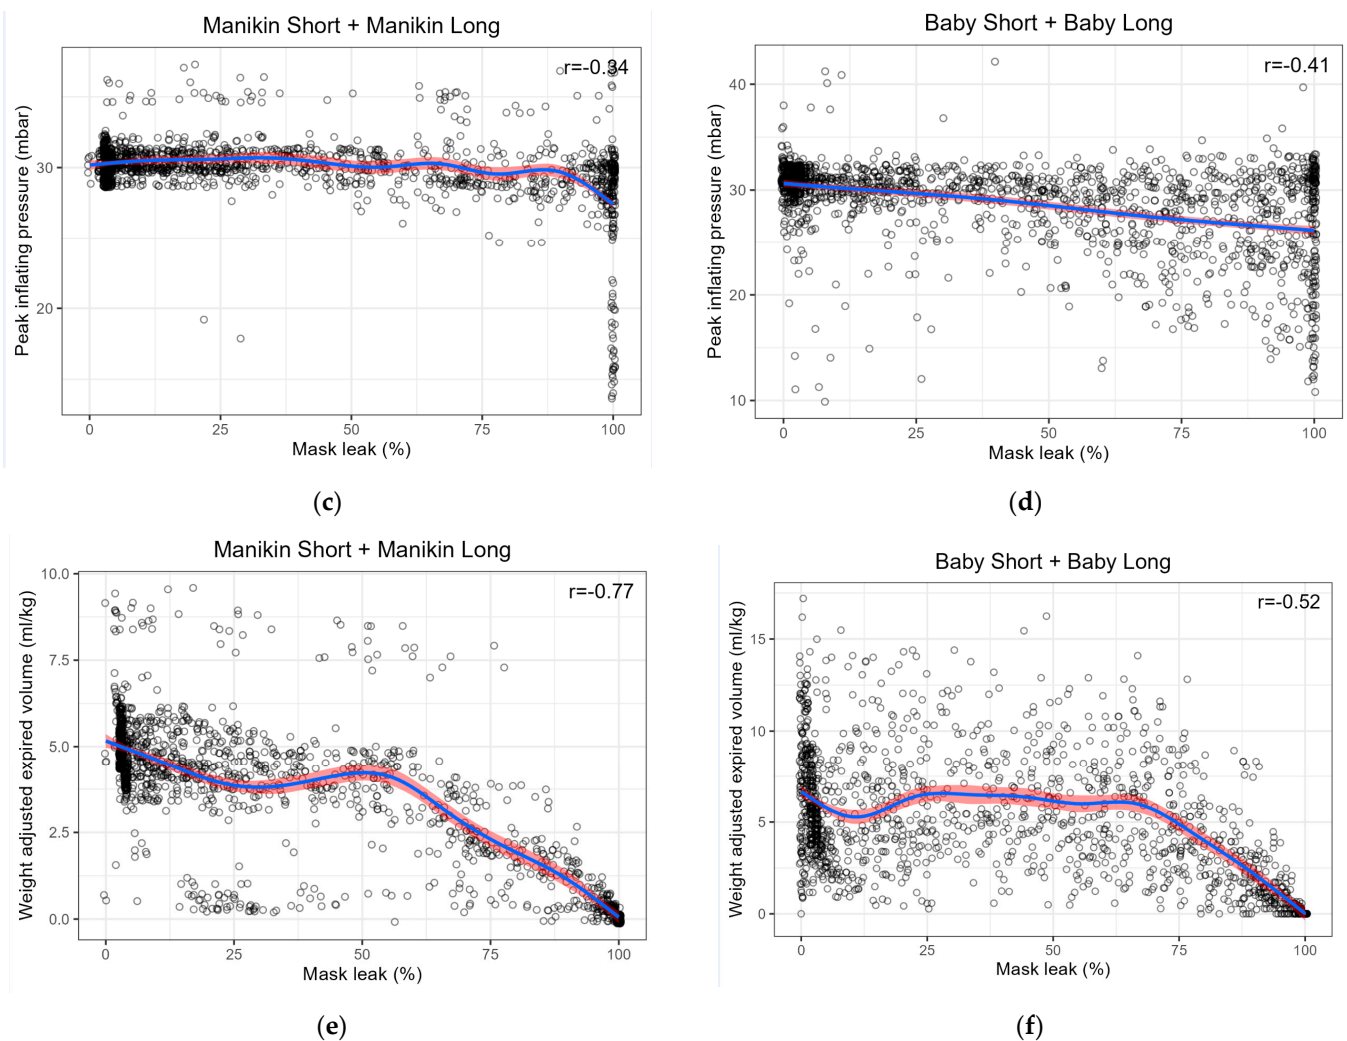 Manikin Short + Manikin Long
r=-0.34
Peak inflating pressure (mbar)
30
20
0 25 50 75 100
Mask leak (%)
(c)
Baby Short + Baby Long
r=-0.41
Peak inflating pressure (mbar)
40
30
20
10
0 25 50 75 100
Mask leak (%)
(d)
Manikin Short + Manikin Long
r=-0.77
Weight adjusted expired volume (ml/kg)
10.0
7.5
5.0
2.5
0.0
0 25 50 75 100
Mask leak (%)
(e)
Baby Short + Baby Long
r=-0.52
Weight adjusted expired volume (ml/kg)
15
10
5
0
0 25 50 75 100
Mask leak (%)
(f)